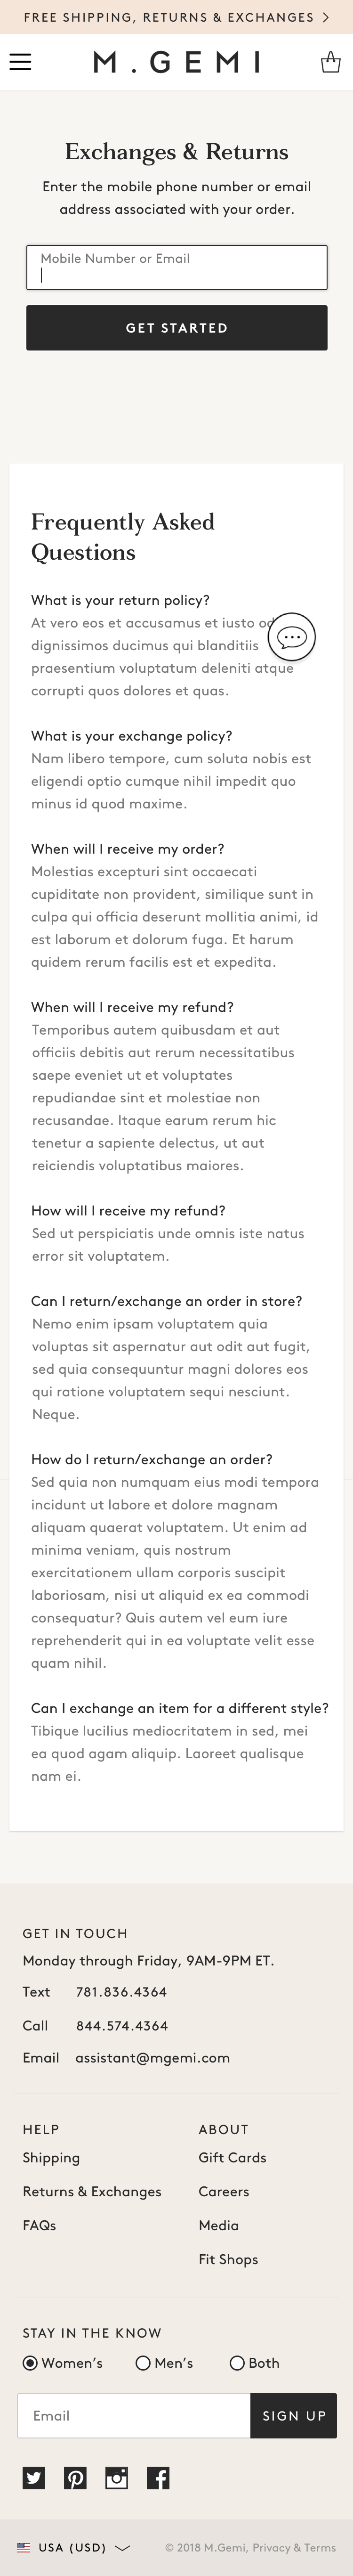 FREE SHIPPING, RETURNS & EXCHANGES
M.GEMI
Exchanges & Returns
Enter the mobile phone number or email
address associated with your order.
Mobile Number or Email
GET STARTED
Frequently Asked
Questions
What is your return policy?
At vero eos et accusamus et iusto
dignissimos ducimus qui blanditiis
praesentium voluptatum deleniti atque
corrupti quos dolores et quas.
What is your exchange policy?
Nam libero tempore, cum soluta nobis est
eligendi optio cumque nihil impedit quo
minus id quod maxime.
When will I receive my order?
Molestias excepturi sint occaecati
cupiditate non provident, similique sunt in
culpa qui officia deserunt mollitia animi, id
est laborum et dolorum fuga. Et harum
quidem rerum facilis est et expedita.
When will I receive my refund?
Temporibus autem quibusdam et aut
officiis debitis aut rerum necessitatibus
saepe eveniet ut et voluptates
repudiandae sint et molestiae non
recusandae. Itaque earum rerum hic
tenetur a sapiente delectus, ut aut
reiciendis voluptatibus maiores.
How will I receive my refund?
Sed ut perspiciatis unde omnis iste natus
error sit voluptatem.
Can I return/exchange an order in store?
Nemo enim ipsam voluptatem quia
voluptas sit aspernatur aut odit aut fugit,
sed quia consequuntur magni dolores eos
qui ratione voluptatem sequi nesciunt.
Neque.
How do I return/exchange an order?
Sed quia non numquam eius modi tempora
incidunt ut labore et dolore magnam
aliquam quaerat voluptatem. Ut enim ad
minima veniam, quis nostrum
exercitationem ullam corporis suscipit
laboriosam, nisi ut aliquid ex ea commodi
consequatur? Quis autem vel eum iure
reprehenderit qui in ea voluptate velit esse
quam nihil.
Can I exchange an item for a different style?
Tibique lucilius mediocritatem in sed, mei
ea quod agam aliquip. Laoreet qualisque
nam ei.
GET IN TOUCH
Monday through Friday, 9AM-9PM ET.
Text 781.836.4364
Call 844.574.4364
Email assistant@mgemi.com
HELP
Shipping
Returns & Exchanges
FAQs
ABOUT
Gift Cards
Careers
Media
Fit Shops
STAY IN THE KNOW
Women's Men's Both
Email SIGN UP
USA (USD) © 2018 M.Gemi, Privacy & Terms